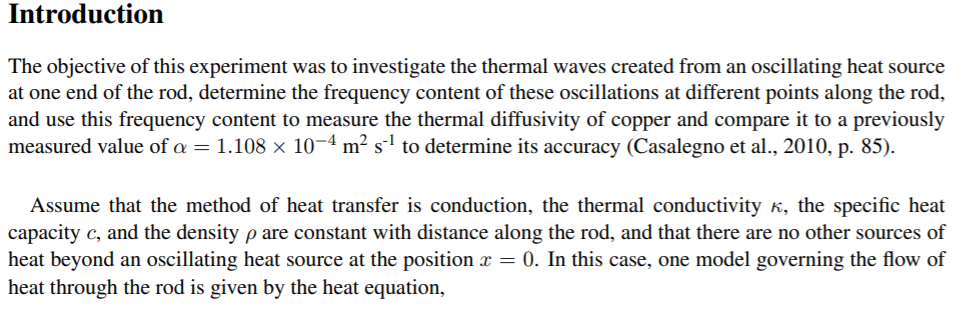 Introduction
The objective of this experiment was to investigate the thermal waves created from an oscillating heat source
at one end of the rod, determine the frequency content of these oscillations at different points along the rod,
and use this frequency content to measure the thermal diffusivity of copper and compare it to a previously
measured value of α = 1.108 × 10⁻⁴ m² s⁻¹ to determine its accuracy (Casalegno et al., 2010, p. 85).
Assume that the method of heat transfer is conduction, the thermal conductivity κ, the specific heat
capacity c, and the density ρ are constant with distance along the rod, and that there are no other sources of
heat beyond an oscillating heat source at the position x = 0. In this case, one model governing the flow of
heat through the rod is given by the heat equation,